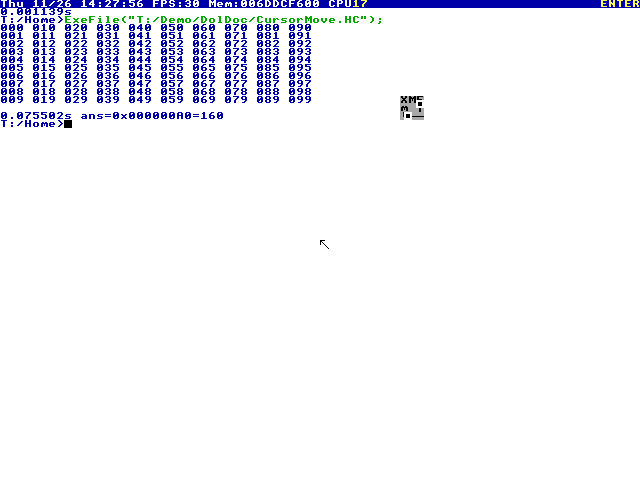 Thu 11/26 14:27:56 FPS:30 Mem:006DDCF600 CPU17 ENTER
0.001139s
T:/Home>ExeFile("T:/Demo/DolDoc/CursorMove.HC");
000 010 020 030 040 050 060 070 080 090
001 011 021 031 041 051 061 071 081 091
002 012 022 032 042 052 062 072 082 092
003 013 023 033 043 053 063 073 083 093
004 014 024 034 044 054 064 074 084 094
005 015 025 035 045 055 065 075 085 095
006 016 026 036 046 056 066 076 086 096
007 017 027 037 047 057 067 077 087 097
008 018 028 038 048 058 068 078 088 098
009 019 029 039 049 059 069 079 089 099
0.075502s ans=0x000000A0=160
T:/Home>